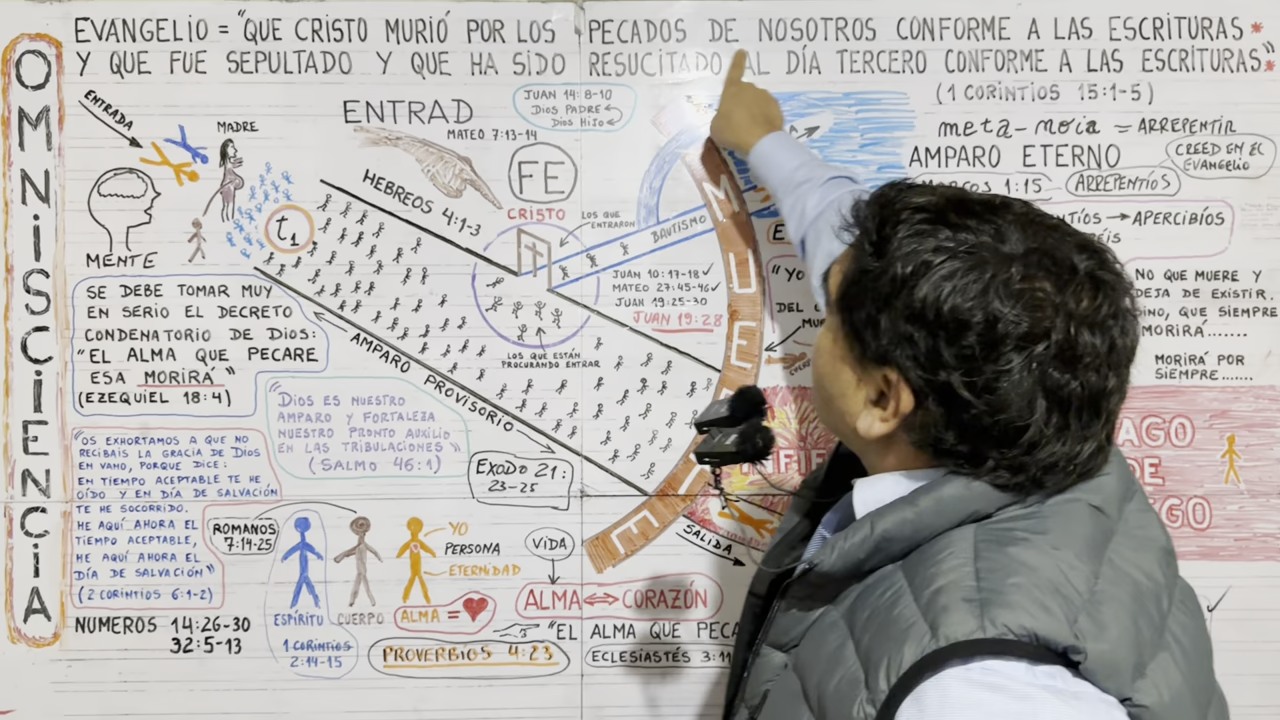 EVANGELIO = "QUE CRISTO MURIÓ POR LOS PECADOS DE NOSOTROS CONFORME A LAS ESCRITURAS *
Y QUE FUE SEPULTADO Y QUE HA SIDO RESUCITADO AL DÍA TERCERO CONFORME A LAS ESCRITURAS"
(1 CORINTIOS 15:1-5)
OMNISCIENCIA
ENTRADA
MADRE
MENTE
t1
ENTRAD
MATEO 7:13-14
JUAN 14:8-10
DIOS PADRE
DIOS HIJO
HEBREOS 4:1-3
FE
CRISTO
LOS QUE
ENTRARON
BAUTISMO
meta-noia = ARREPENTIR
AMPARO ETERNO
CREED EN EL
EVANGELIO
MARCOS 1:15
ARREPENTÍOS
→ APERCIBÍOS
JUAN 10:17-18 ✓
MATEO 27:45-46 ✓
JUAN 19:25-30
JUAN 19:28
LOS QUE ESTÁN
PROCURANDO ENTRAR
AMPARO PROVISORIO
SE DEBE TOMAR MUY
EN SERIO EL DECRETO
CONDENATORIO DE DIOS:
"EL ALMA QUE PECARE
ESA MORIRÁ"
(EZEQUIEL 18:4)
DIOS ES NUESTRO
AMPARO Y FORTALEZA
NUESTRO PRONTO AUXILIO
EN LAS TRIBULACIONES"
(SALMO 46:1)
"OS EXHORTAMOS A QUE NO
RECIBAIS LA GRACIA DE DIOS
EN VANO, PORQUE DICE:
EN TIEMPO ACEPTABLE TE HE
OÍDO Y EN DÍA DE SALVACIÓN
TE HE SOCORRIDO.
HE AQUÍ AHORA EL
TIEMPO ACEPTABLE,
HE AQUÍ AHORA EL
DÍA DE SALVACIÓN"
(2 CORINTIOS 6:1-2)
NUMEROS 14:26-30
32:5-13
EXODO 21:
23-25
ROMANOS
7:14-25
YO
PERSONA
ETERNIDAD
ESPÍRITU
CUERPO
ALMA =
1 CORINTIOS
2:14-15
PROVERBIOS 4:23
VIDA
ALMA ⟷ CORAZÓN
"EL ALMA QUE PECA
ECLESIASTÉS 3:11
SALIDA
"YO
DEL
NO QUE MUERE Y
DEJA DE EXISTIR.
SINO, QUE SIEMPRE
MORIRA.......
MORIRÁ POR
SIEMPRE.......